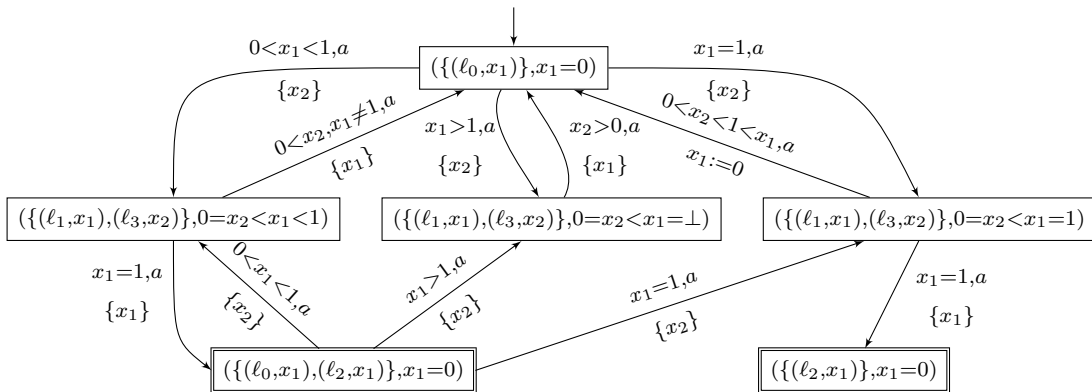 0<x₁<1,a
x₁=1,a
({(ℓ₀,x₁)},x₁=0)
{x₂}
{x₂}
0<x₂,x₁≠1,a
{x₁}
x₁>1,a
{x₂}
x₂>0,a
{x₁}
0<x₂<1<x₁,a
x₁:=0
({(ℓ₁,x₁),(ℓ₃,x₂)},0=x₂<x₁<1)
({(ℓ₁,x₁),(ℓ₃,x₂)},0=x₂<x₁=⊥)
({(ℓ₁,x₁),(ℓ₃,x₂)},0=x₂<x₁=1)
x₁=1,a
{x₁}
0<x₁<1,a
{x₂}
x₁>1,a
{x₂}
x₁=1,a
{x₂}
x₁=1,a
{x₁}
({(ℓ₀,x₁),(ℓ₂,x₁)},x₁=0)
({(ℓ₂,x₁)},x₁=0)